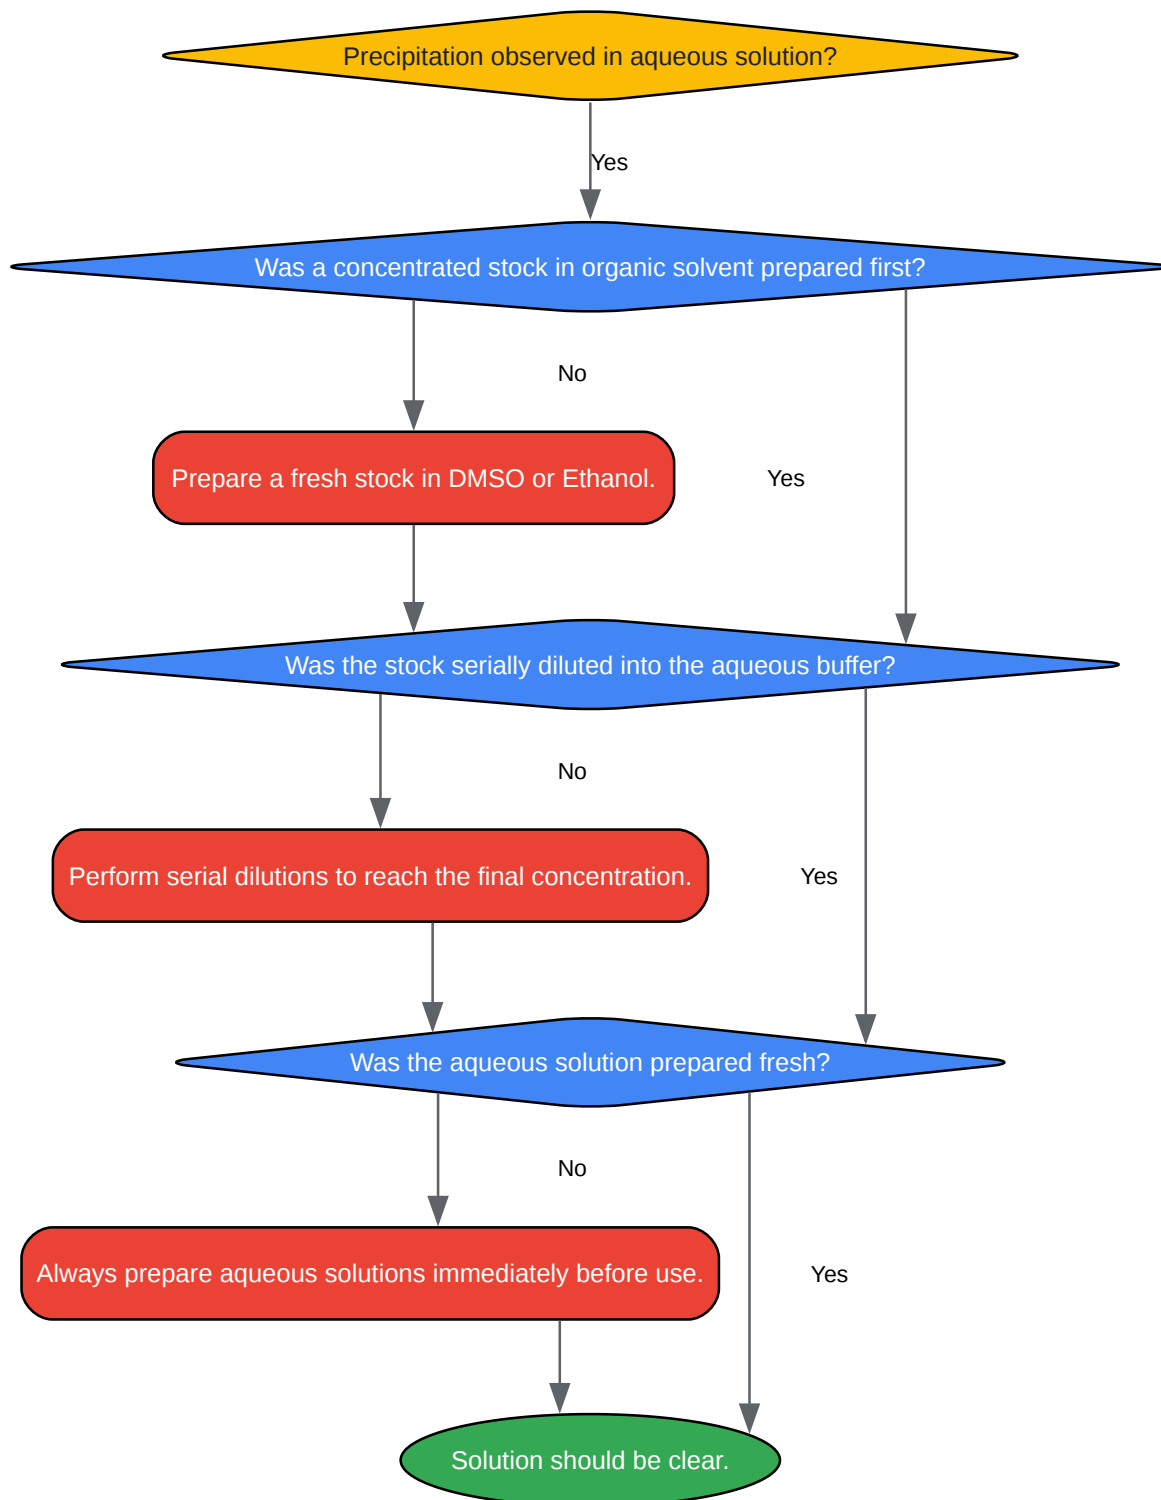 Precipitation observed in aqueous solution?
Yes
Was a concentrated stock in organic solvent prepared first?
No
Prepare a fresh stock in DMSO or Ethanol.
Yes
Was the stock serially diluted into the aqueous buffer?
No
Perform serial dilutions to reach the final concentration.
Yes
Was the aqueous solution prepared fresh?
No
Always prepare aqueous solutions immediately before use.
Yes
Solution should be clear.